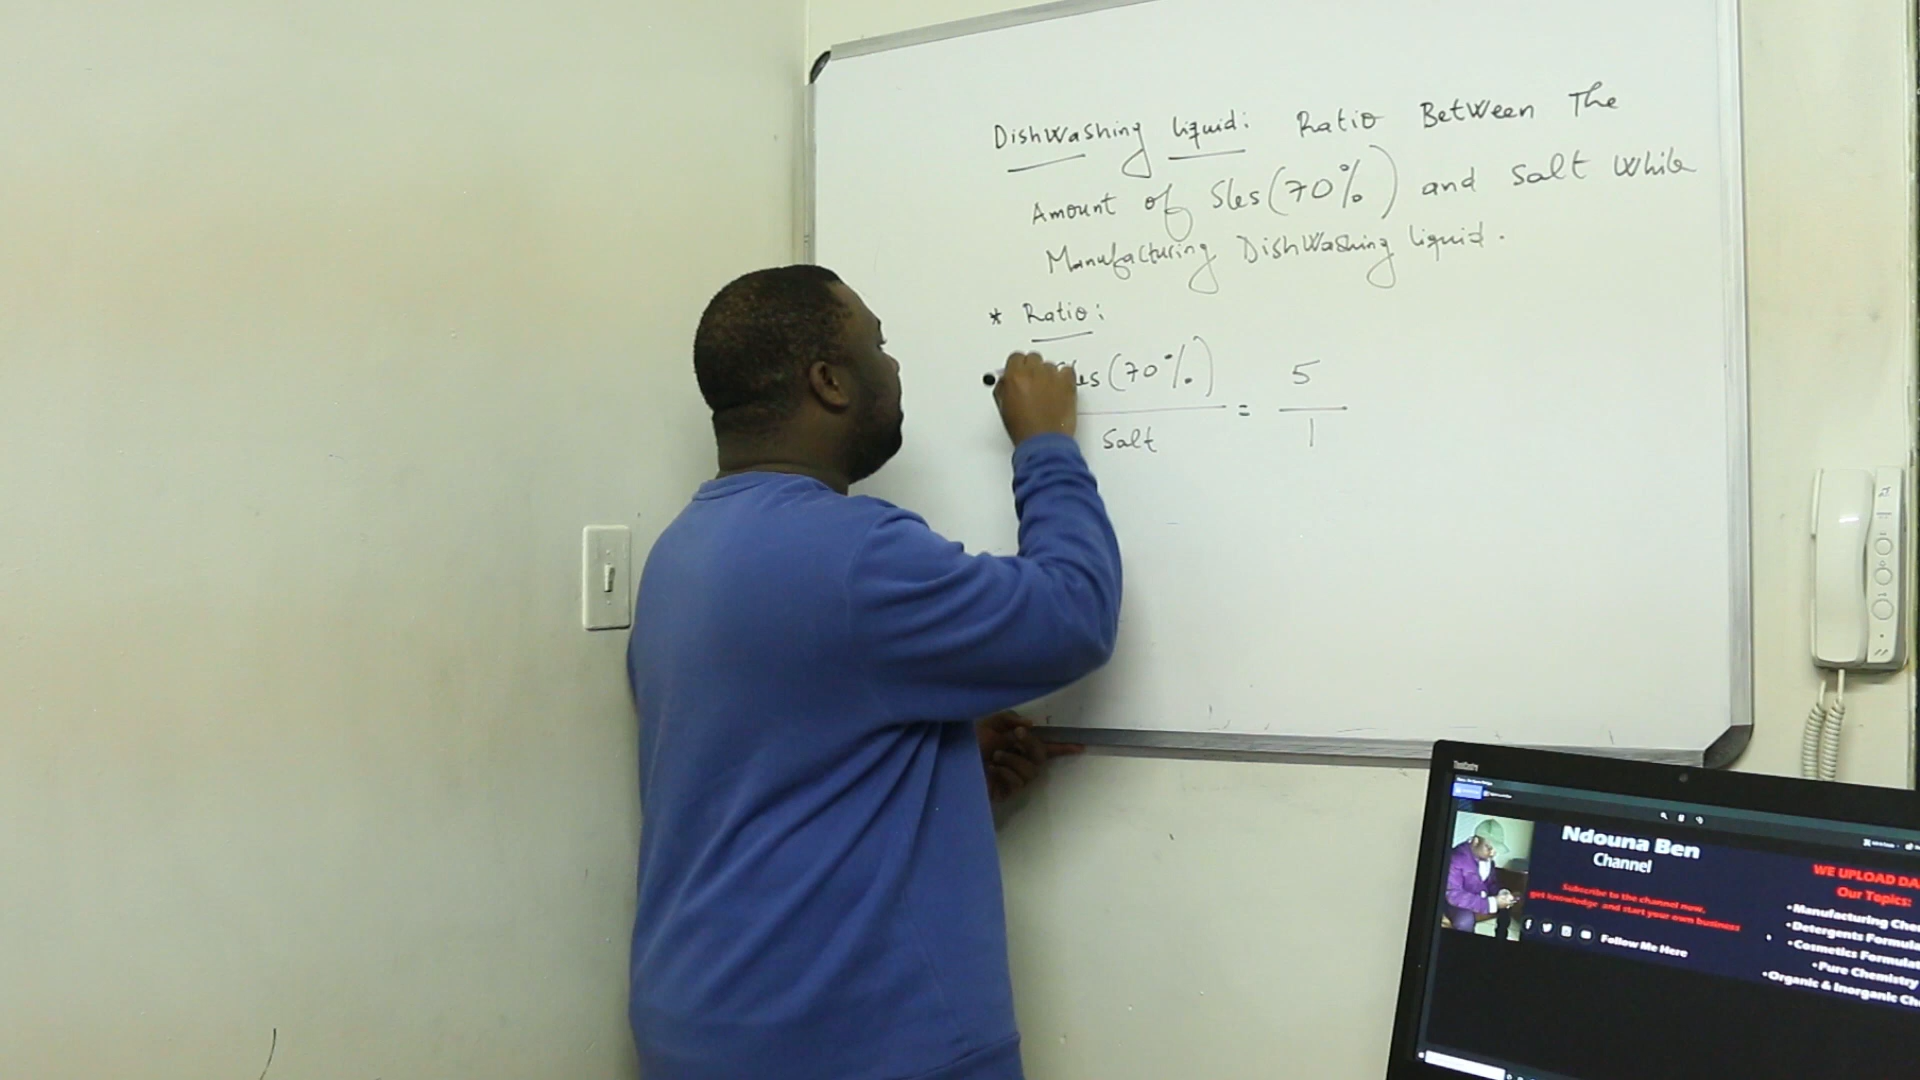 DishWashing liquid: Ratio BetWeen The
Amount of Sles (70%) and Salt While
Manufacturing DishWashing liquid.
* Ratio:
Sles (70%) / Salt = 5 / 1
Ndouna Ben
Channel
Subscribe to the channel now,
get knowledge and start your own business
Follow Me Here
WE UPLOAD DA
Our Topics:
•Manufacturing Che
•Detergents Formula
•Cosmetics Formulat
•Pure Chemistry
•Organic & Inorganic Ch